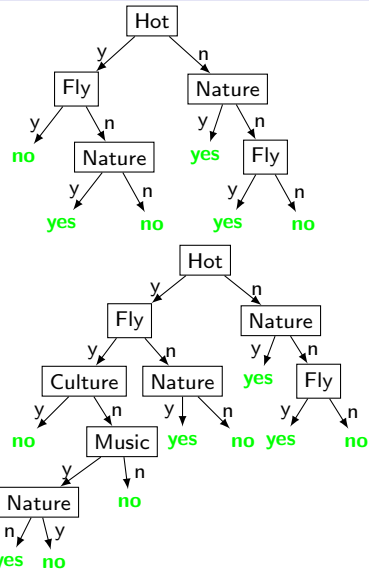 Hot
y n
Fly Nature
y n y n
no Nature yes Fly
y n y n
yes no yes no
Hot
y n
Fly Nature
y n y n
Culture Nature yes Fly
y n y n y n
no Music yes no yes no
y n
Nature no
n y
yes no